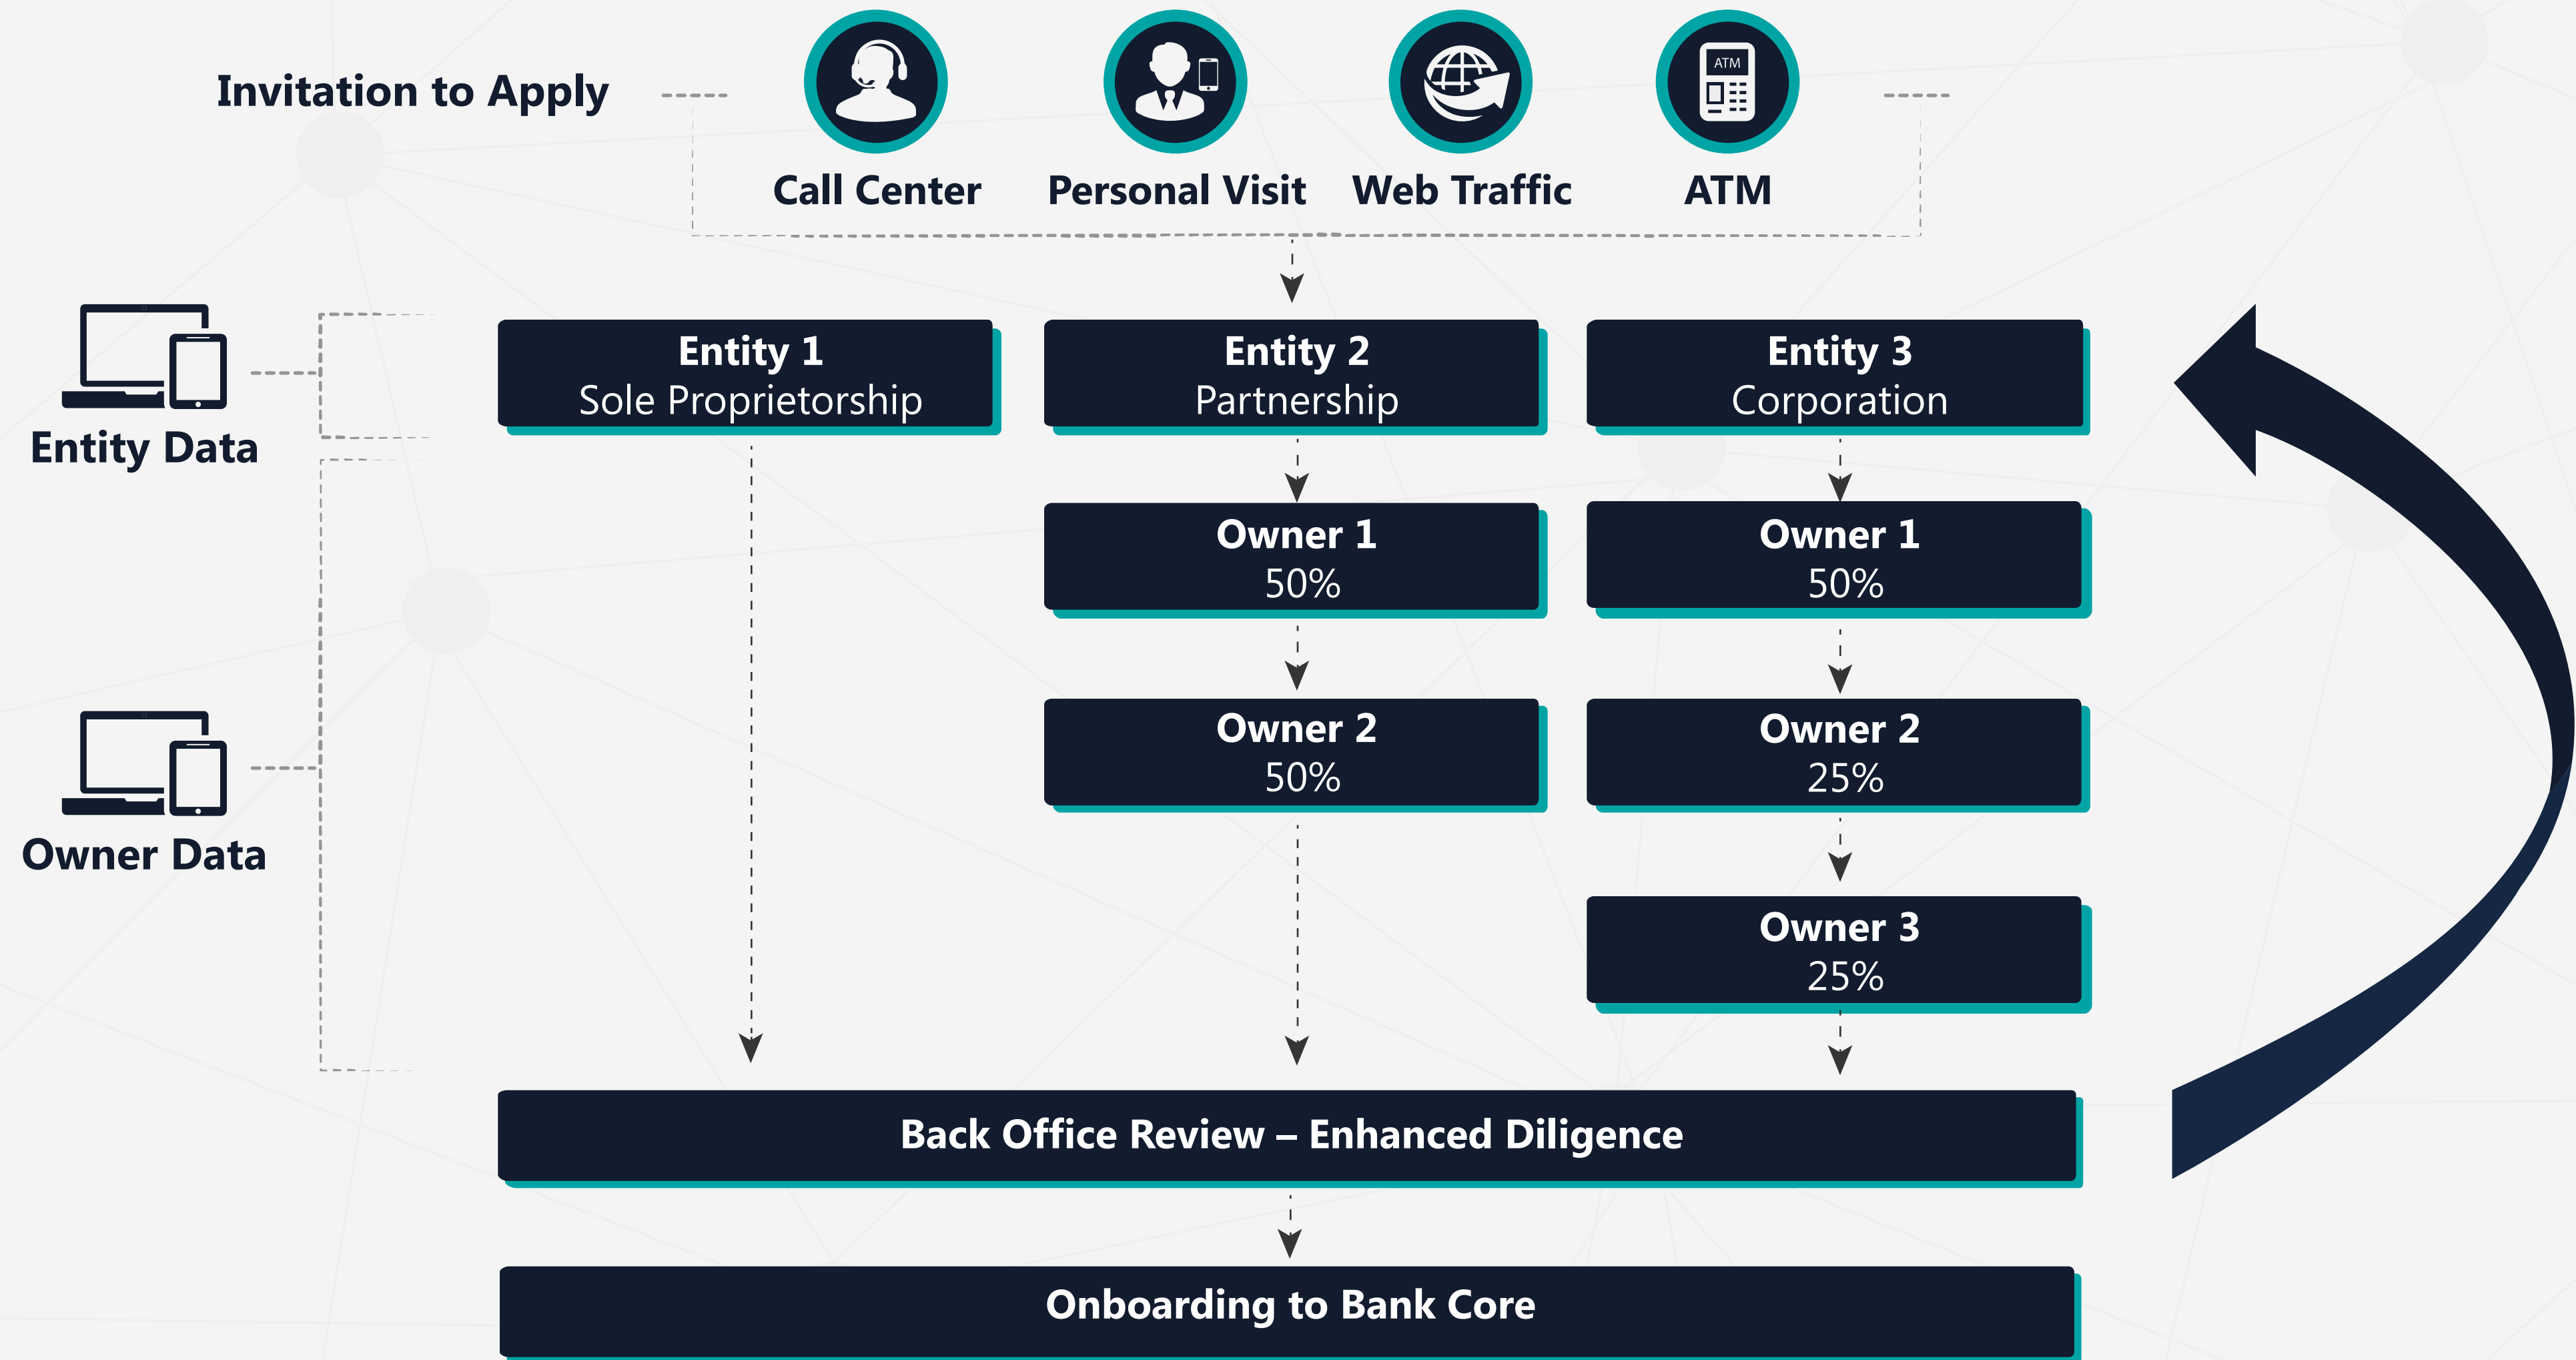 Invitation to Apply
ATM
Call Center
Personal Visit
Web Traffic
ATM
Entity Data
Entity 1
Sole Proprietorship
Entity 2
Partnership
Entity 3
Corporation
Owner 1
50%
Owner 1
50%
Owner Data
Owner 2
50%
Owner 2
25%
Owner 3
25%
Back Office Review – Enhanced Diligence
Onboarding to Bank Core